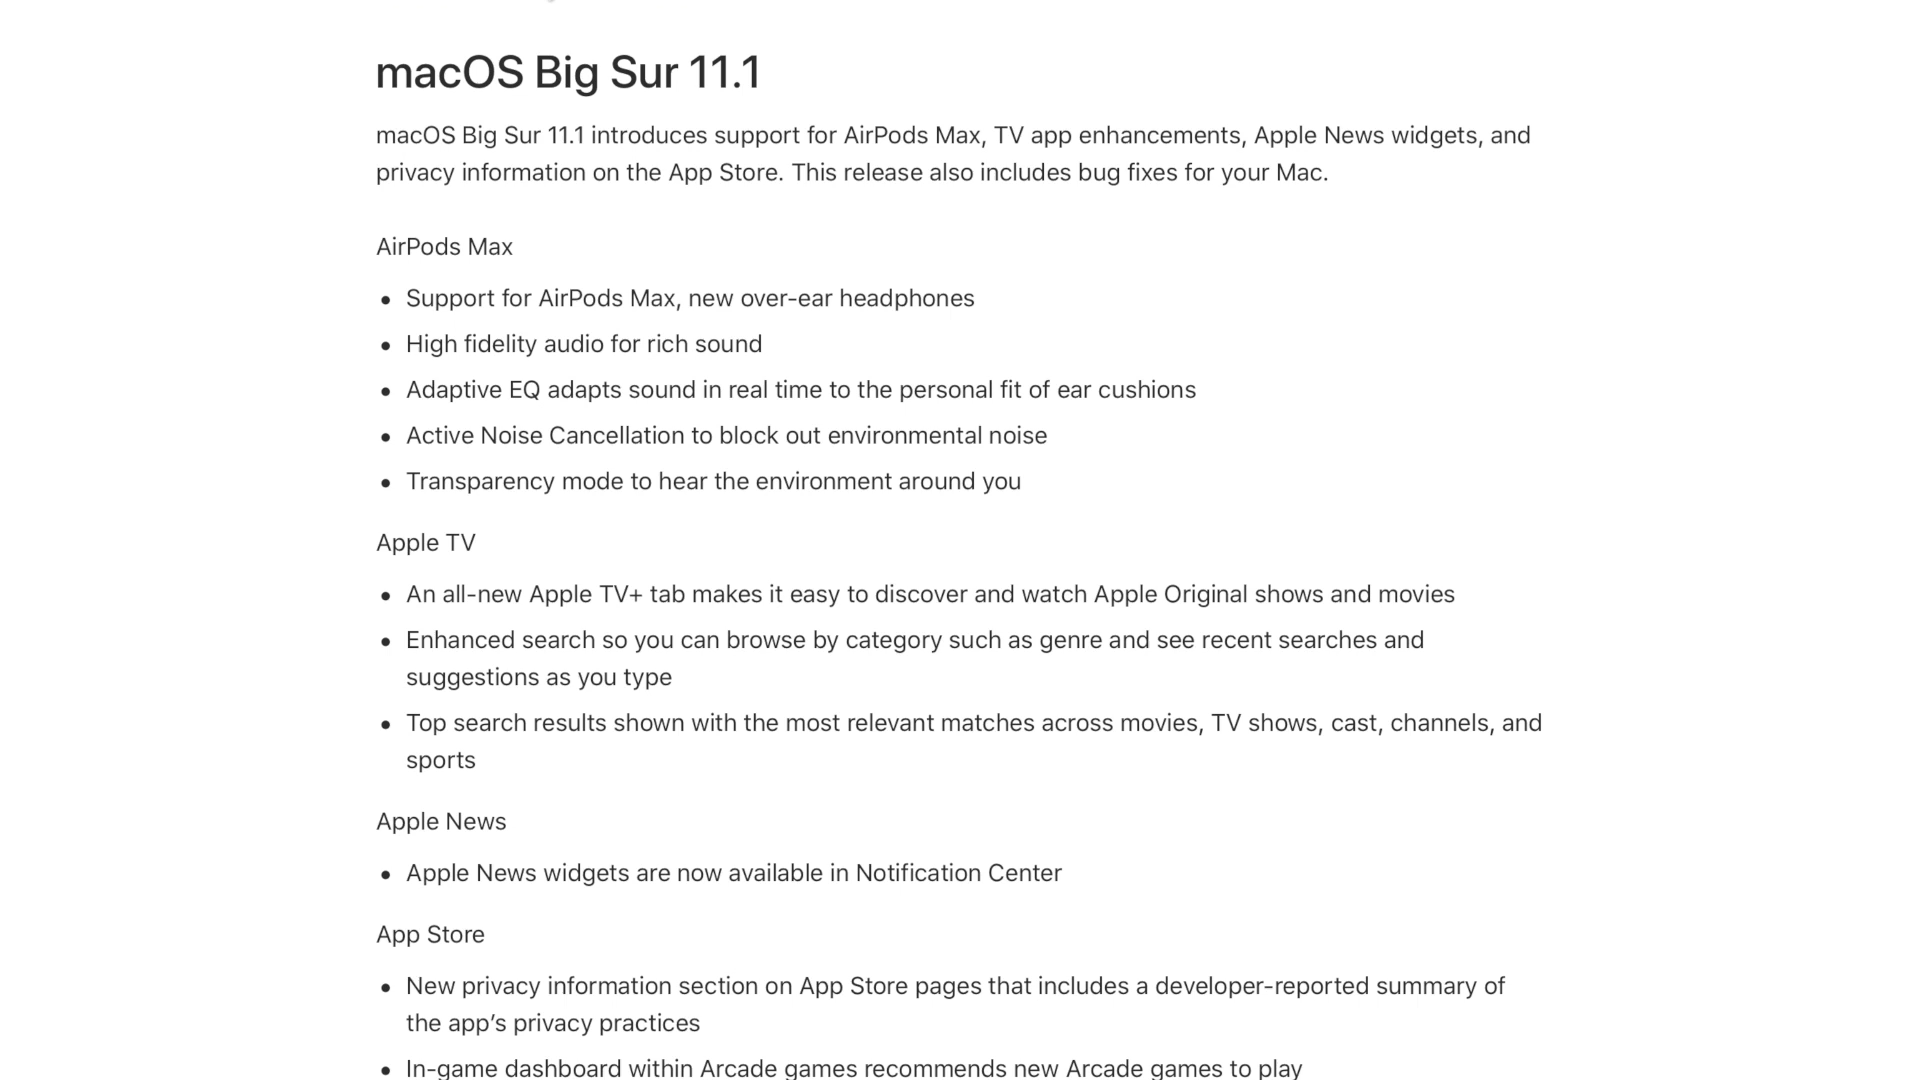 macOS Big Sur 11.1
macOS Big Sur 11.1 introduces support for AirPods Max, TV app enhancements, Apple News widgets, and
privacy information on the App Store. This release also includes bug fixes for your Mac.
AirPods Max
• Support for AirPods Max, new over-ear headphones
• High fidelity audio for rich sound
• Adaptive EQ adapts sound in real time to the personal fit of ear cushions
• Active Noise Cancellation to block out environmental noise
• Transparency mode to hear the environment around you
Apple TV
• An all-new Apple TV+ tab makes it easy to discover and watch Apple Original shows and movies
• Enhanced search so you can browse by category such as genre and see recent searches and
suggestions as you type
• Top search results shown with the most relevant matches across movies, TV shows, cast, channels, and
sports
Apple News
• Apple News widgets are now available in Notification Center
App Store
• New privacy information section on App Store pages that includes a developer-reported summary of
the app’s privacy practices
• In-game dashboard within Arcade games recommends new Arcade games to play